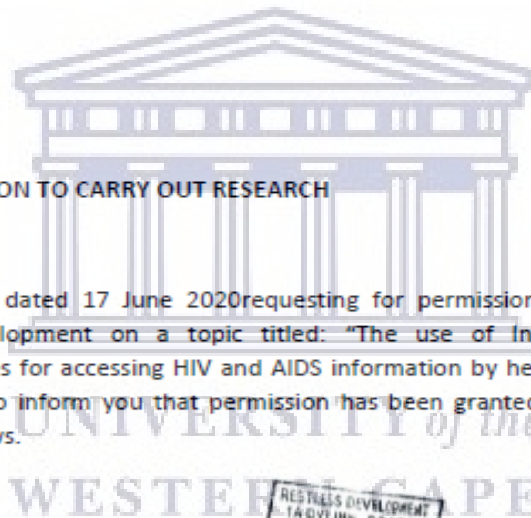 ON TO CARRY OUT RESEARCH
dated 17 June 2020requesting for permission
lopment on a topic titled: "The use of In
s for accessing HIV and AIDS information by he
o inform you that permission has been granted
UNIVERSITY of the
ys.
WESTERN CAPE
RESTLESS DEVELOPMENT